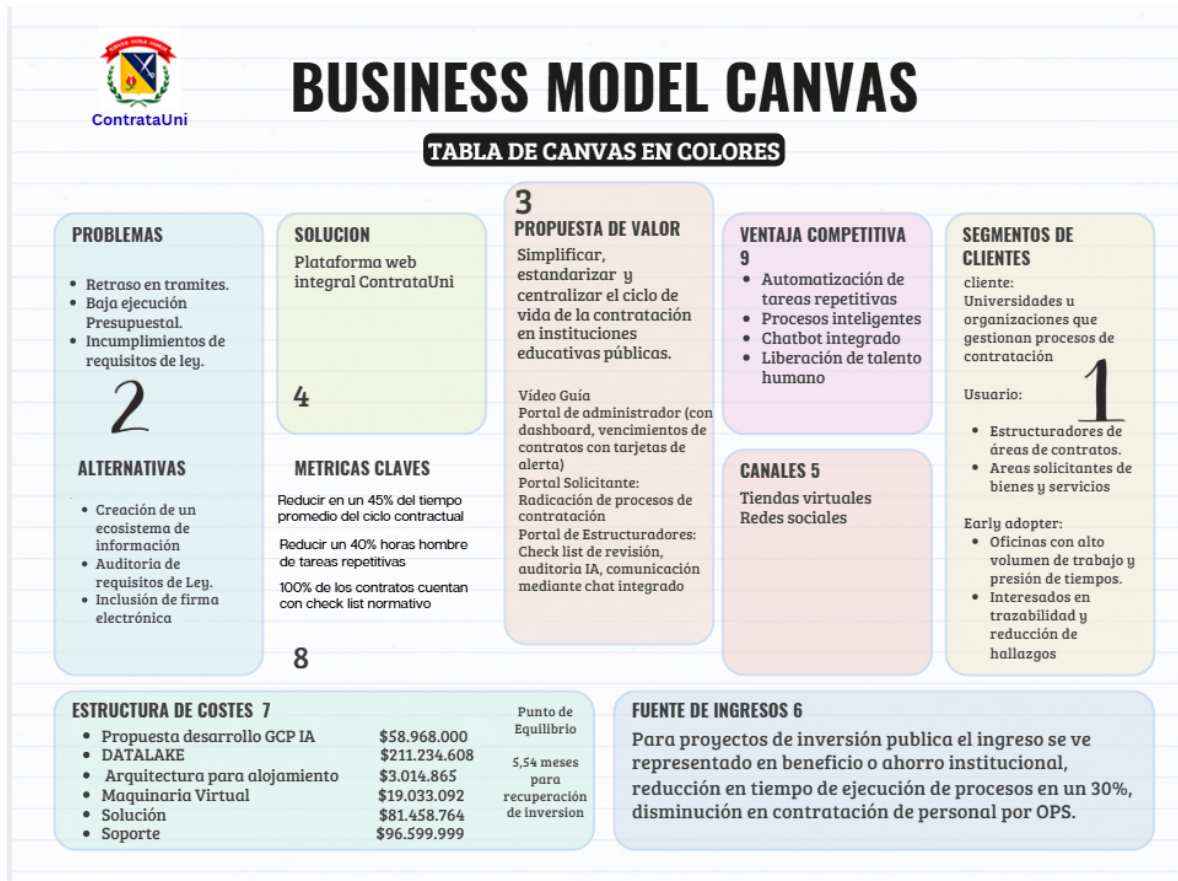 ContrataUni
BUSINESS MODEL CANVAS
TABLA DE CANVAS EN COLORES
PROBLEMAS
Retraso en tramites.
Baja ejecución
Presupuestal.
Incumplimientos de
requisitos de ley.
2
ALTERNATIVAS
Creación de un
ecosistema de
información
Auditoria de
requisitos de Ley.
Inclusión de firma
electrónica
SOLUCION
Plataforma web
integral ContrataUni
4
METRICAS CLAVES
Reducir en un 45% del tiempo
promedio del ciclo contractual
Reducir un 40% horas hombre
de tareas repetitivas
100% de los contratos cuentan
con check list normativo
8
3
PROPUESTA DE VALOR
Simplificar,
estandarizar y
centralizar el ciclo de
vida de la contratación
en instituciones
educativas públicas.
Vídeo Guía
Portal de administrador (con
dashboard, vencimientos de
contratos con tarjetas de
alerta)
Portal Solicitante:
Radicación de procesos de
contratación
Portal de Estructuradores:
Check list de revisión,
auditoria IA, comunicación
mediante chat integrado
VENTAJA COMPETITIVA
9
Automatización de
tareas repetitivas
Procesos inteligentes
Chatbot integrado
Liberación de talento
humano
CANALES 5
Tiendas virtuales
Redes sociales
SEGMENTOS DE
CLIENTES
cliente:
Universidades u
organizaciones que
gestionan procesos de
contratación
1
Usuario:
Estructuradores de
áreas de contratos.
Areas solicitantes de
bienes y servicios
Early adopter:
Oficinas con alto
volumen de trabajo y
presión de tiempos.
Interesados en
trazabilidad y
reducción de
hallazgos
ESTRUCTURA DE COSTES 7
Propuesta desarrollo GCP IA $58.968.000
DATALAKE $211.234.608
Arquitectura para alojamiento $3.014.865
Maquinaria Virtual $19.033.092
Solución $81.458.764
Soporte $96.599.999
Punto de
Equilibrio
5,54 meses
para
recuperación
de inversion
FUENTE DE INGRESOS 6
Para proyectos de inversión publica el ingreso se ve
representado en beneficio o ahorro institucional,
reducción en tiempo de ejecución de procesos en un 30%,
disminución en contratación de personal por OPS.